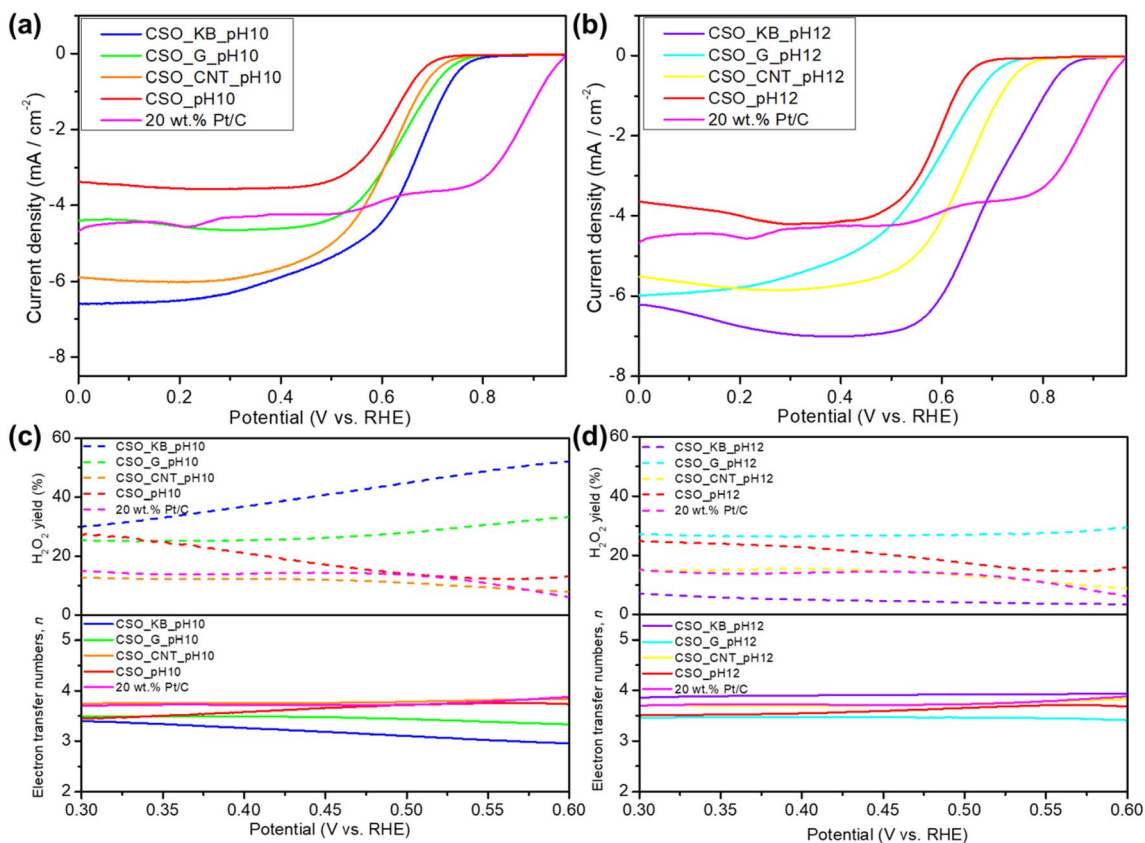 (a)
CSO_KB_pH10
CSO_G_pH10
CSO_CNT_pH10
CSO_pH10
20 wt.% Pt/C
0
-2
-4
-6
-8
Current density (mA / cm⁻²)
0.0
0.2
0.4
0.6
0.8
Potential (V vs. RHE)
(b)
CSO_KB_pH12
CSO_G_pH12
CSO_CNT_pH12
CSO_pH12
20 wt.% Pt/C
0
-2
-4
-6
-8
Current density (mA / cm⁻²)
0.0
0.2
0.4
0.6
0.8
Potential (V vs. RHE)
(c)
60
40
20
0
H₂O₂ yield (%)
CSO_KB_pH10
CSO_G_pH10
CSO_CNT_pH10
CSO_pH10
20 wt.% Pt/C
5
4
3
2
Electron transfer numbers, n
CSO_KB_pH10
CSO_G_pH10
CSO_CNT_pH10
CSO_pH10
20 wt.% Pt/C
0.30
0.35
0.40
0.45
0.50
0.55
0.60
Potential (V vs. RHE)
(d)
60
40
20
0
H₂O₂ yield (%)
CSO_KB_pH12
CSO_G_pH12
CSO_CNT_pH12
CSO_pH12
20 wt.% Pt/C
5
4
3
2
Electron transfer numbers, n
CSO_KB_pH12
CSO_G_pH12
CSO_CNT_pH12
CSO_pH12
20 wt.% Pt/C
0.30
0.35
0.40
0.45
0.50
0.55
0.60
Potential (V vs. RHE)